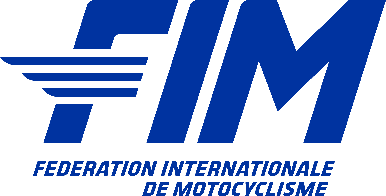 FIM
FEDERATION INTERNATIONALE
DE MOTOCYCLISME